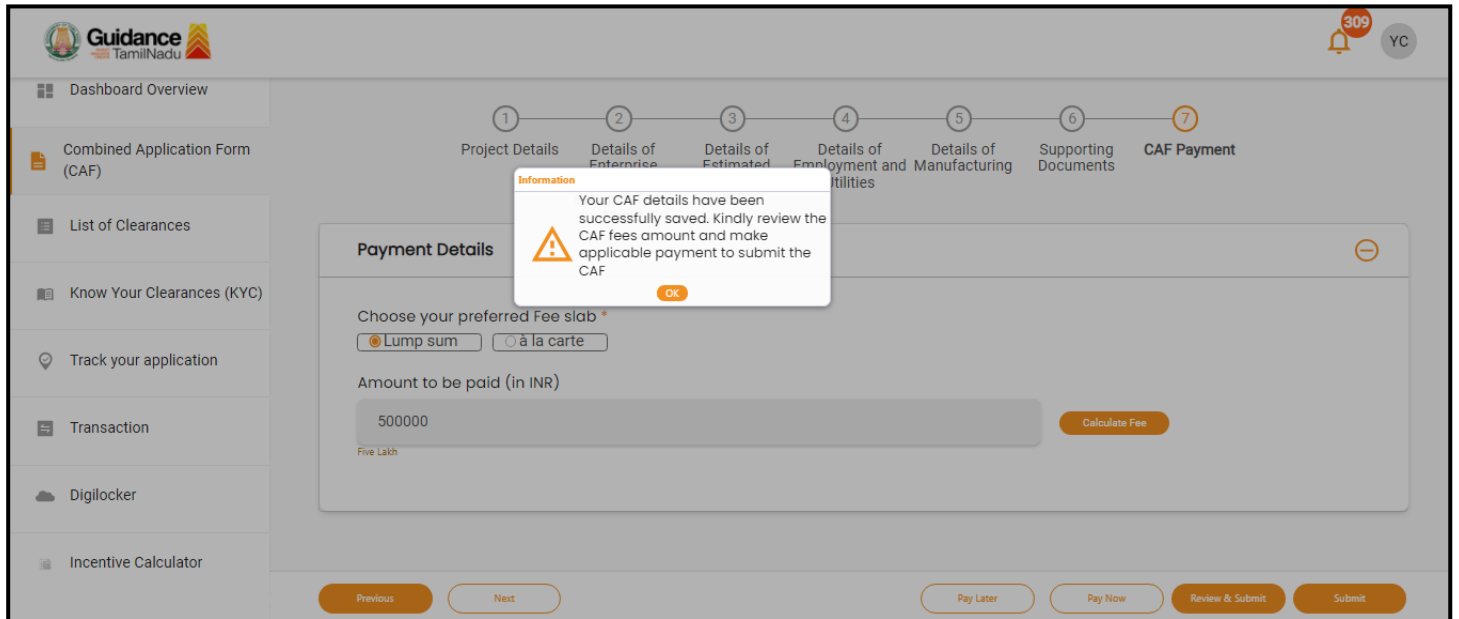 Guidance
TamilNadu
309
YC
Dashboard Overview
Combined Application Form
(CAF)
List of Clearances
Know Your Clearances (KYC)
Track your application
Transaction
Digilocker
Incentive Calculator
1
2
3
4
5
6
7
Project Details
Details of
Enterprise
Details of
Estimated
Details of
Employment and
Utilities
Details of
Manufacturing
Supporting
Documents
CAF Payment
Information
Your CAF details have been
successfully saved. Kindly review the
CAF fees amount and make
applicable payment to submit the
CAF
OK
Payment Details
Choose your preferred Fee slab *
Lump sum
à la carte
Amount to be paid (in INR)
500000
Calculate Fee
Five Lakh
Previous
Next
Pay Later
Pay Now
Review & Submit
Submit